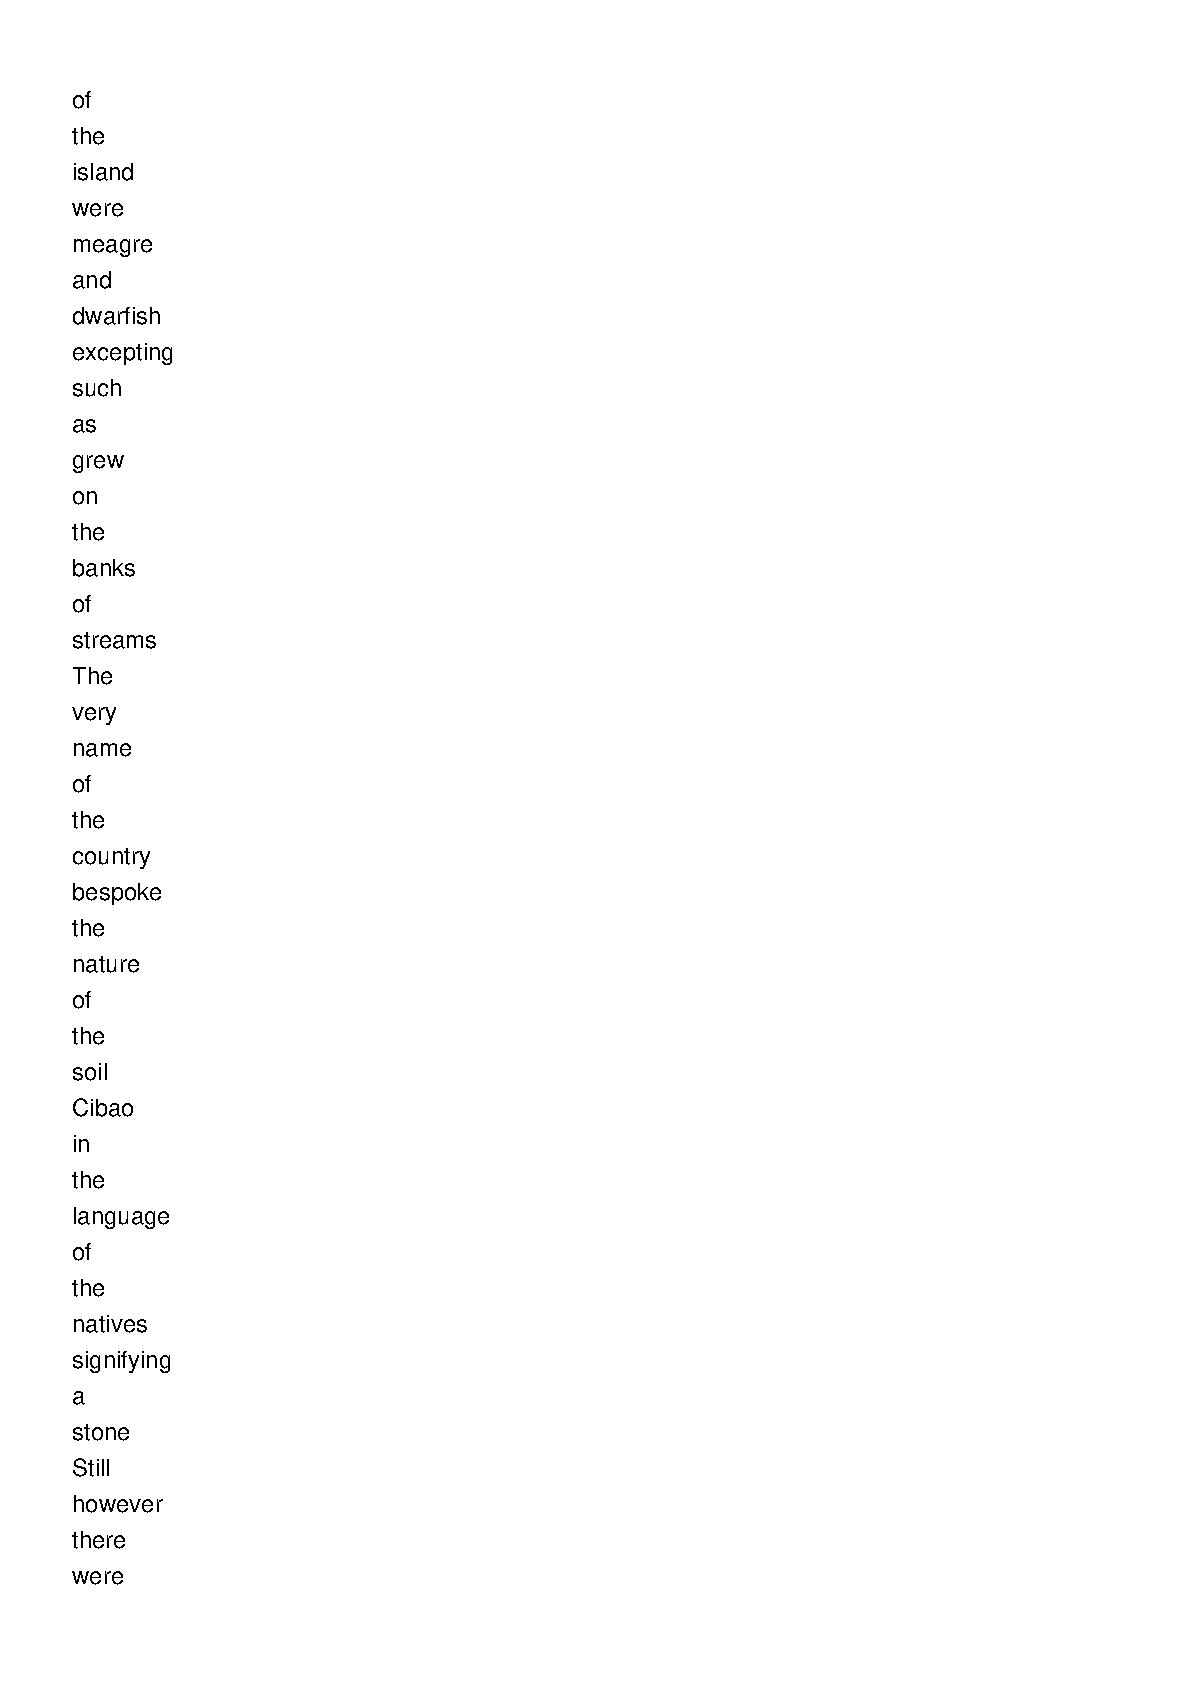 of
the
island
were
meagre
and
dwarfish
excepting
such
as
grew
on
the
banks
of
streams
The
very
name
of
the
country
bespoke
the
nature
of
the
soil
Cibao
in
the
language
of
the
natives
signifying
a
stone
Still
however
there
were